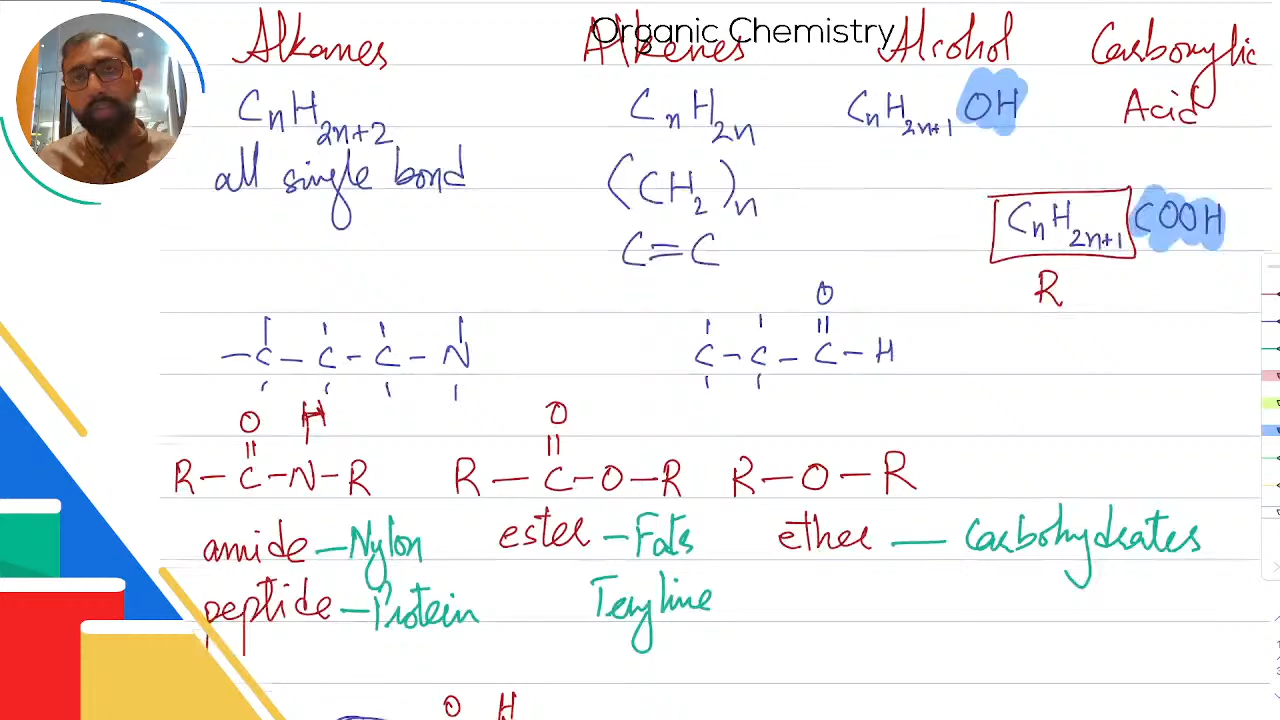 Organic Chemistry
Alkanes Alkenes Alcohol Carboxylic Acid
CnH2n+2 CnH2n CnH2n+1 OH
all single bond (CH2)n CnH2n+1 COOH
C=C
R
O
–C–C–C–N C–C–C–H
O H O
R–C–N–R R–C–O–R R–O–R
amide –Nylon ester –Fats ether — Carbohydrates
peptide –Protein Teryline
O H